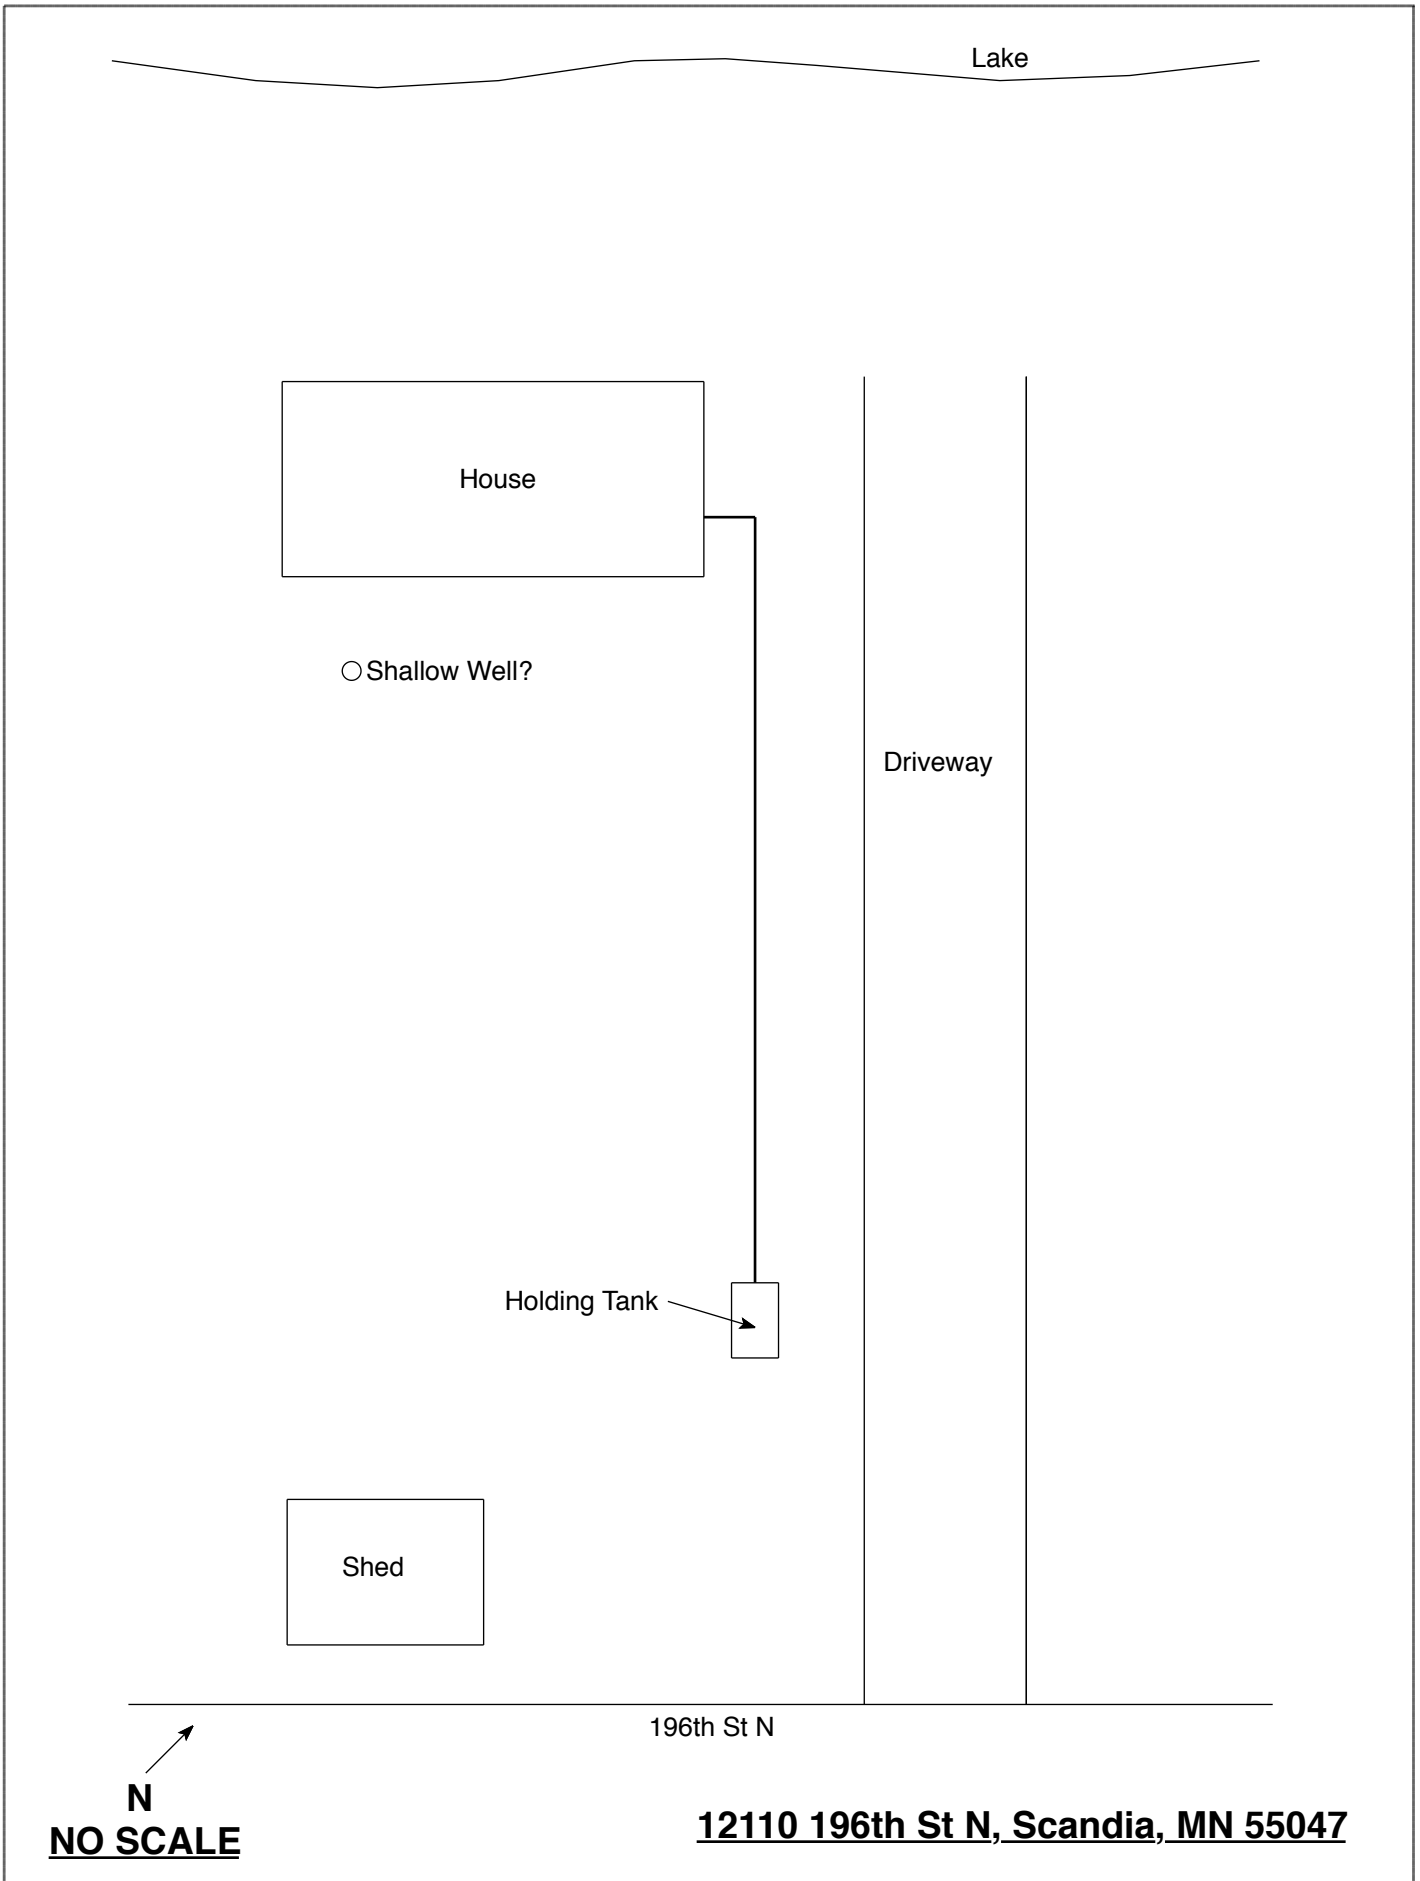 Lake
House
Shallow Well?
Driveway
Holding Tank
Shed
196th St N
N
NO SCALE
12110 196th St N, Scandia, MN 55047